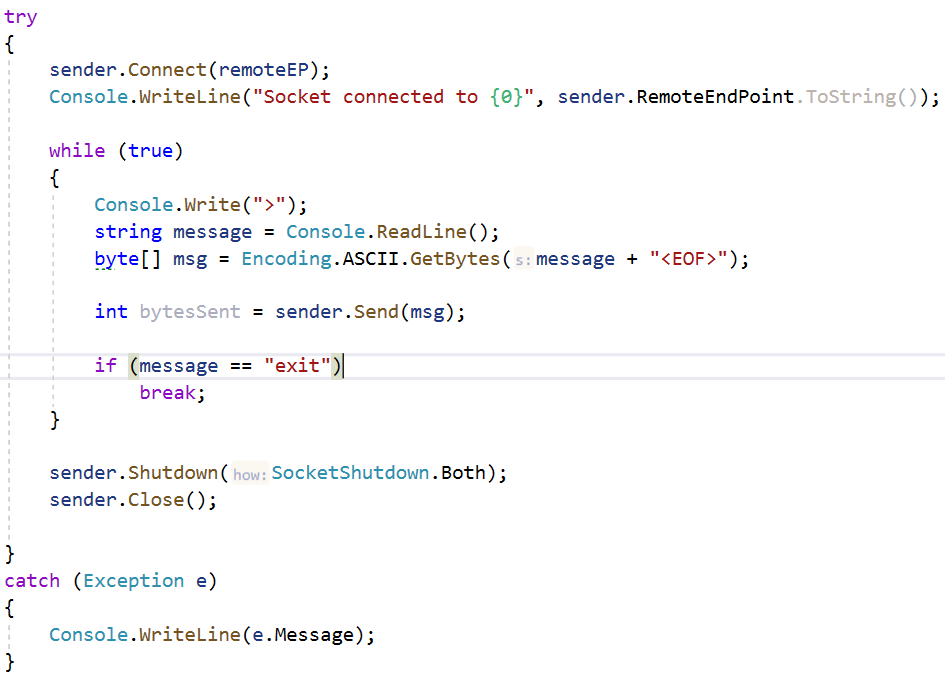 try
{
    sender.Connect(remoteEP);
    Console.WriteLine("Socket connected to {0}", sender.RemoteEndPoint.ToString());

    while (true)
    {
        Console.Write(">");
        string message = Console.ReadLine();
        byte[] msg = Encoding.ASCII.GetBytes(s: message + "<EOF>");

        int bytesSent = sender.Send(msg);

        if (message == "exit")
            break;
    }

    sender.Shutdown(how: SocketShutdown.Both);
    sender.Close();

}
catch (Exception e)
{
    Console.WriteLine(e.Message);
}